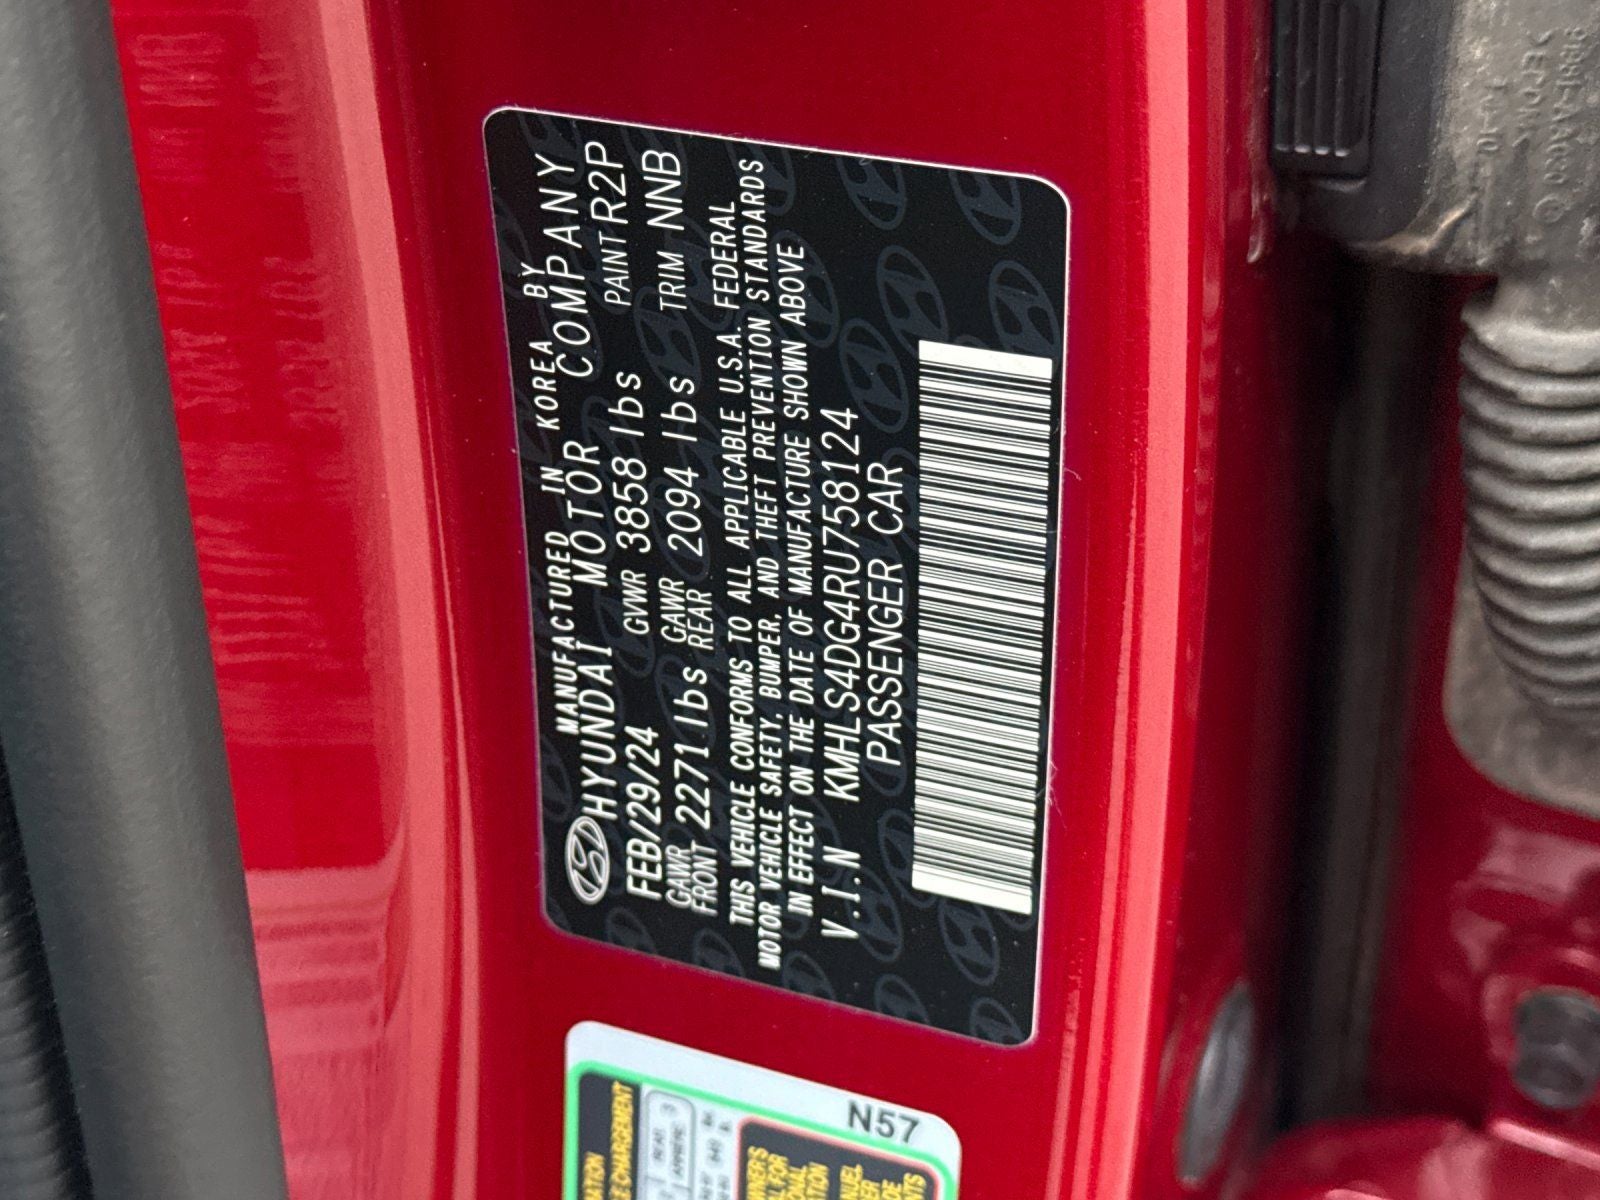 MANUFACTURED IN KOREA BY
HYUNDAI MOTOR COMPANY
FEB/29/24 GVWR 3858 lbs PAINT R2P
GAWR FRONT 2271 lbs GAWR REAR 2094 lbs TRIM NNB
THIS VEHICLE CONFORMS TO ALL APPLICABLE U.S.A. FEDERAL
MOTOR VEHICLE SAFETY, BUMPER, AND THEFT PREVENTION STANDARDS
IN EFFECT ON THE DATE OF MANUFACTURE SHOWN ABOVE
V.I.N KMHLS4DG4RU758124
PASSENGER CAR
N57